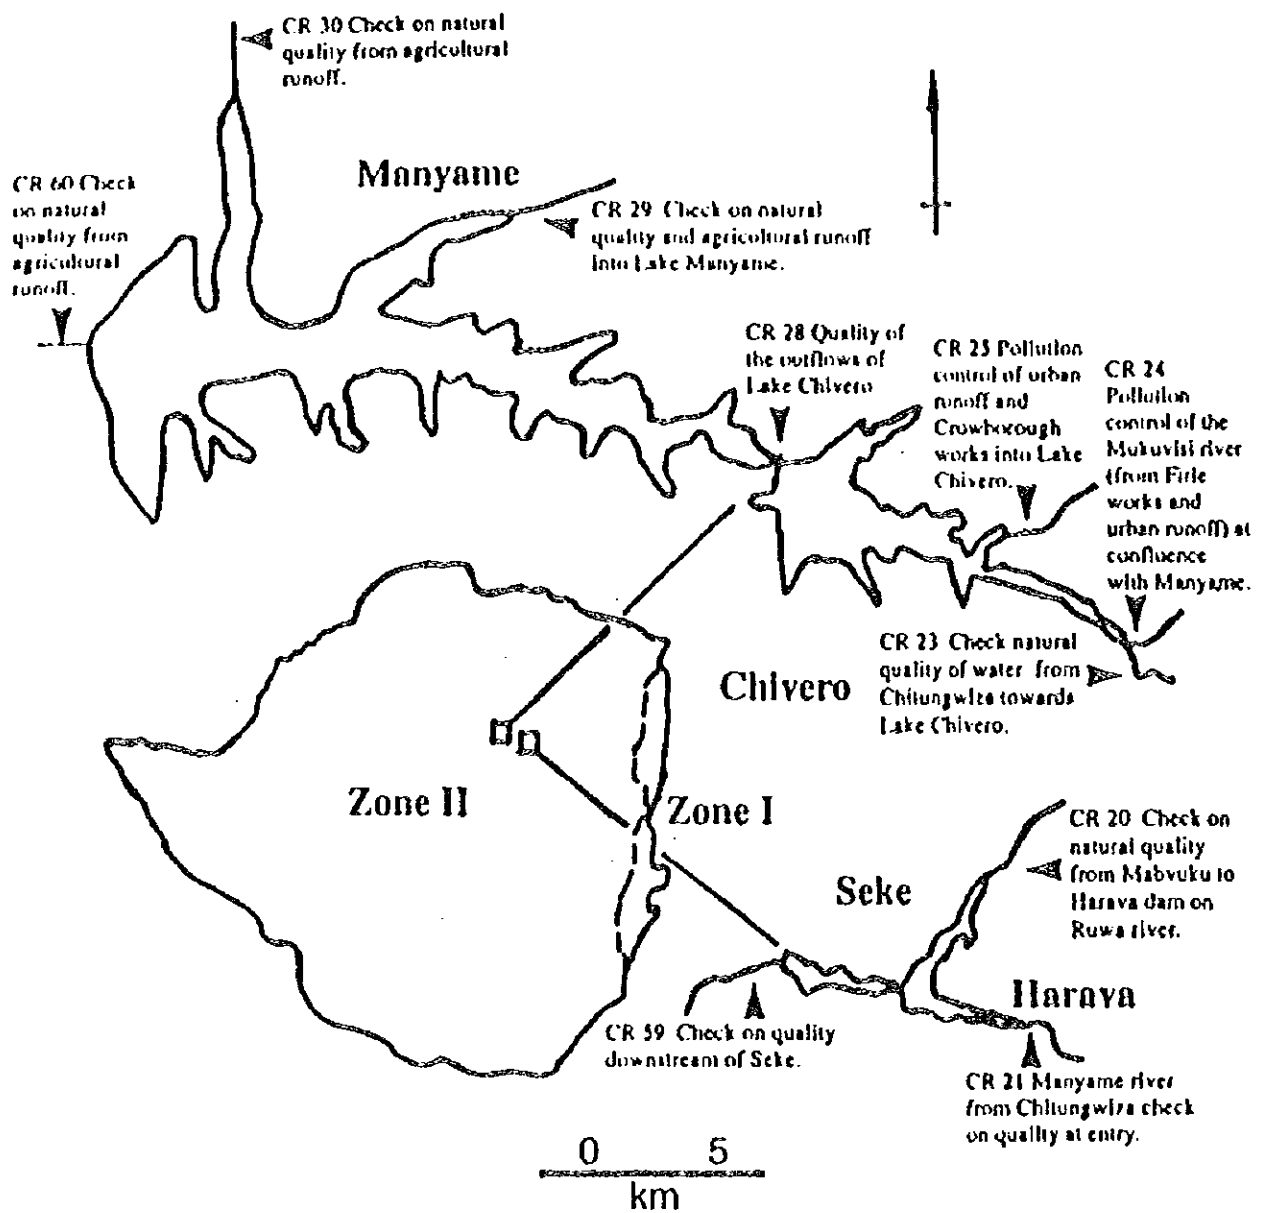 CR 30 Check on natural
quality from agricultural
runoff.
Manyame
CR 60 Check
on natural
quality from
agricultural
runoff.
CR 29 Check on natural
quality and agricultural runoff
into Lake Manyame.
CR 28 Quality of
the outflows of
Lake Chivero
CR 25 Pollution
control of urban
runoff and
Crowborough
works into Lake
Chivero.
CR 24
Pollution
control of the
Mukuvisi river
(from Firle
works and
urban runoff) at
confluence
with Manyame.
CR 23 Check natural
quality of water from
Chitungwiza towards
Lake Chivero.
Chivero
Zone II
Zone I
Seke
CR 20 Check on
natural quality
from Mabvuku to
Harava dam on
Ruwa river.
Harava
CR 59 Check on quality
downstream of Seke.
CR 21 Manyame river
from Chitungwiza check
on quality at entry.
0 5
km